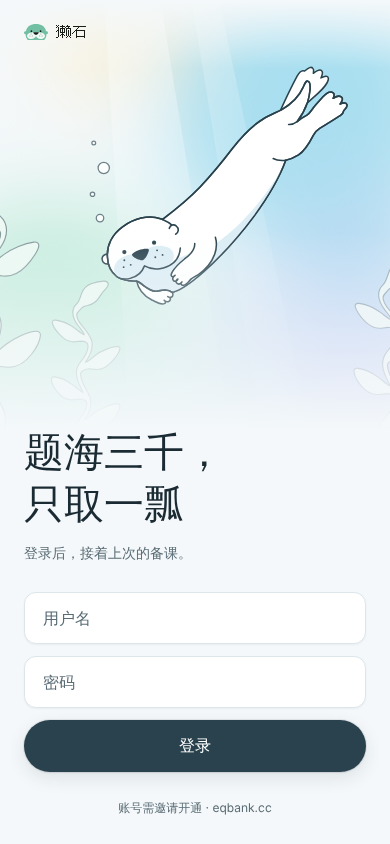 獭石
题海三千，
只取一瓢
登录后，接着上次的备课。
用户名
密码
登录
账号需邀请开通 · eqbank.cc